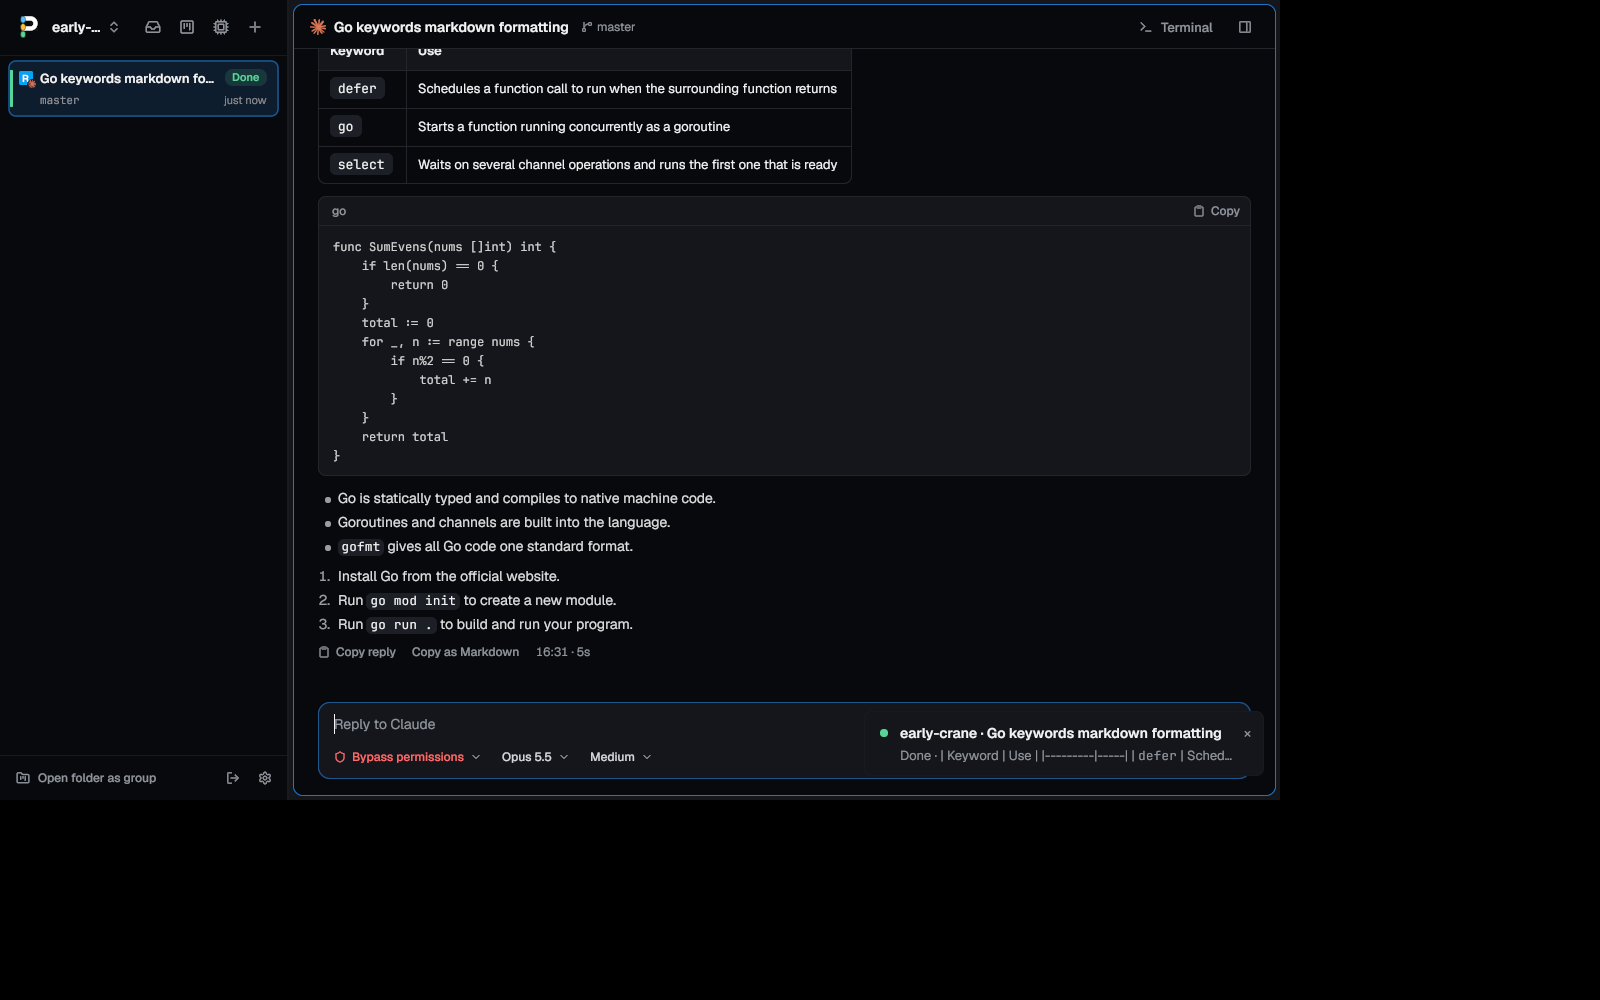 early-...
Go keywords markdown fo... Done
master just now
Open folder as group
Go keywords markdown formatting master Terminal
Keyword Use
defer Schedules a function call to run when the surrounding function returns
go Starts a function running concurrently as a goroutine
select Waits on several channel operations and runs the first one that is ready
go Copy
func SumEvens(nums []int) int {
    if len(nums) == 0 {
        return 0
    }
    total := 0
    for _, n := range nums {
        if n%2 == 0 {
            total += n
        }
    }
    return total
}
Go is statically typed and compiles to native machine code.
Goroutines and channels are built into the language.
gofmt gives all Go code one standard format.
1. Install Go from the official website.
2. Run go mod init to create a new module.
3. Run go run . to build and run your program.
Copy reply Copy as Markdown 16:31 · 5s
Reply to Claude
Bypass permissions Opus 5.5 Medium
early-crane · Go keywords markdown formatting ×
Done · | Keyword | Use | |---------|-----| | defer | Sched...